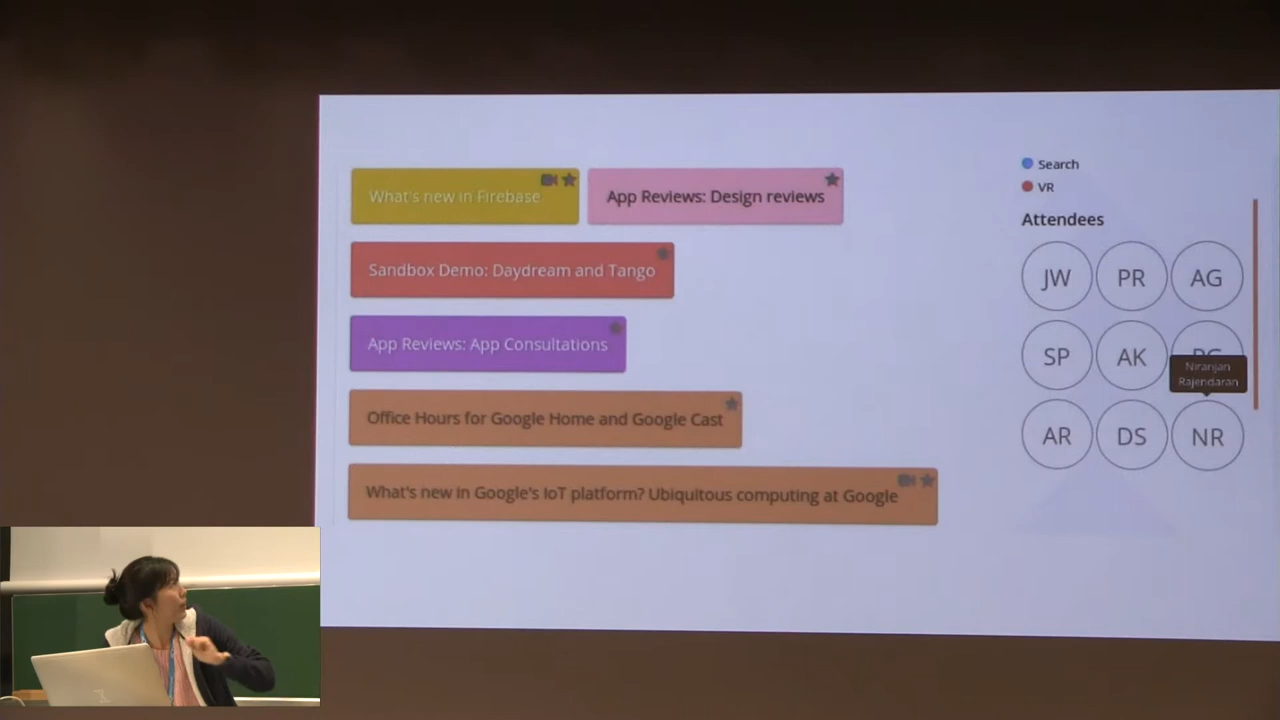 What's new in Firebase
App Reviews: Design reviews
Sandbox Demo: Daydream and Tango
App Reviews: App Consultations
Office Hours for Google Home and Google Cast
What's new in Google's IoT platform? Ubiquitous computing at Google
Search
VR
Attendees
JW PR AG
SP AK
Niranjan
Rajendaran
AR DS NR